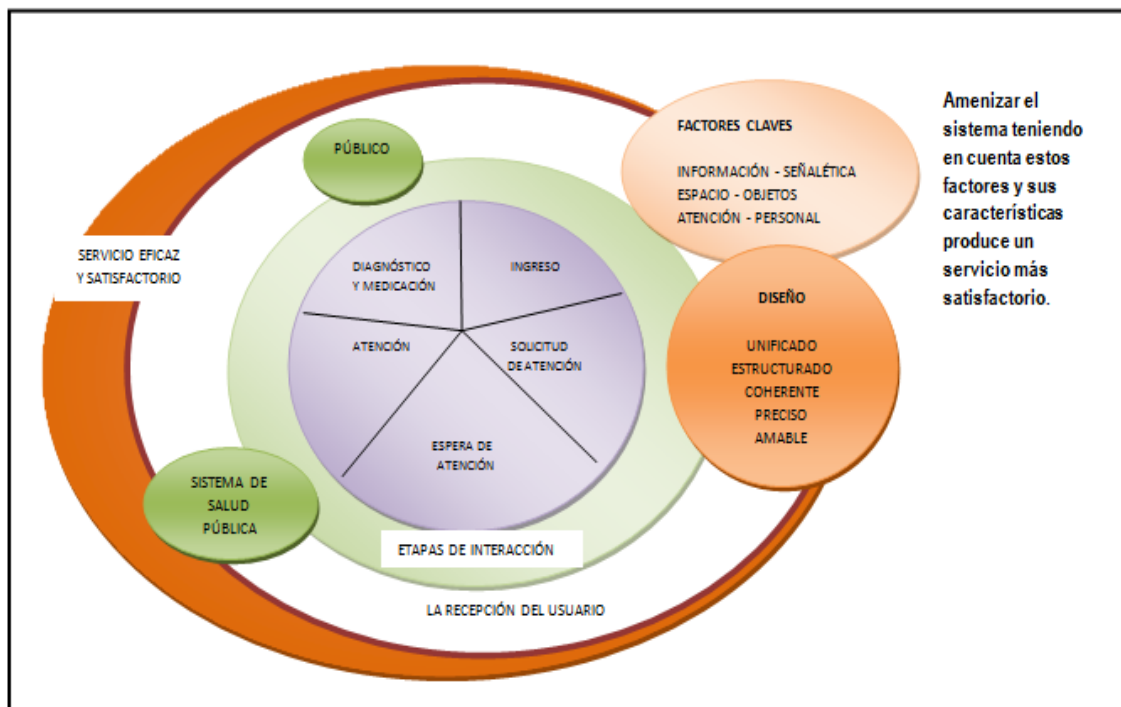 PÚBLICO
FACTORES CLAVES
INFORMACIÓN - SEÑALÉTICA
ESPACIO - OBJETOS
ATENCIÓN - PERSONAL
Amenizar el
sistema teniendo
en cuenta estos
factores y sus
características
produce un
servicio más
satisfactorio.
SERVICIO EFICAZ
Y SATISFACTORIO
DIAGNÓSTICO
Y MEDICACIÓN
INGRESO
ATENCIÓN
SOLICITUD
DE ATENCIÓN
ESPERA DE
ATENCIÓN
DISEÑO
UNIFICADO
ESTRUCTURADO
COHERENTE
PRECISO
AMABLE
SISTEMA DE
SALUD
PÚBLICA
ETAPAS DE INTERACCIÓN
LA RECEPCIÓN DEL USUARIO